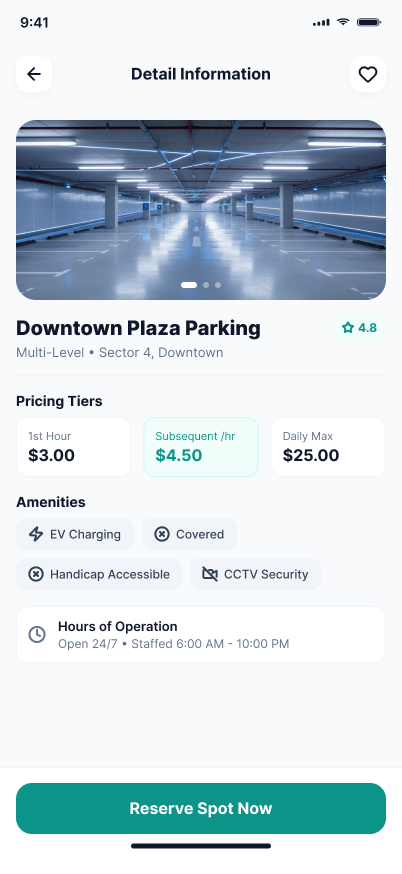 9:41
Detail Information
Downtown Plaza Parking
4.8
Multi-Level • Sector 4, Downtown
Pricing Tiers
1st Hour
Subsequent /hr
Daily Max
$3.00
$4.50
$25.00
Amenities
EV Charging
Covered
Handicap Accessible
CCTV Security
Hours of Operation
Open 24/7 • Staffed 6:00 AM - 10:00 PM
Reserve Spot Now